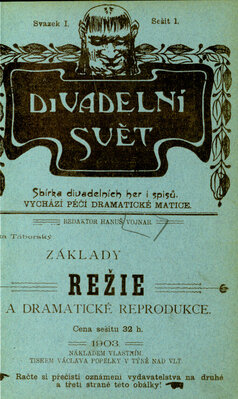 Svazek I. Sešit 1.
DIVADELNÍ
SVĚT
Sbírka divadelních her i spisů.
VYCHÁZÍ PÉČÍ DRAMATICKÉ MATICE.
REDAKTOR HANUŠ VOJNAR.
Táborský
ZÁKLADY
REŽIE
A DRAMATICKÉ REPRODUKCE.
Cena sešitu 32 h.
1903.
NÁKLADEM VLASTNÍM.
TISKEM VÁCLAVA POPELKY V TÝNĚ NAD VLT.
Račte si přečísti oznámení vydavatelstva na druhé
a třetí straně této obálky!